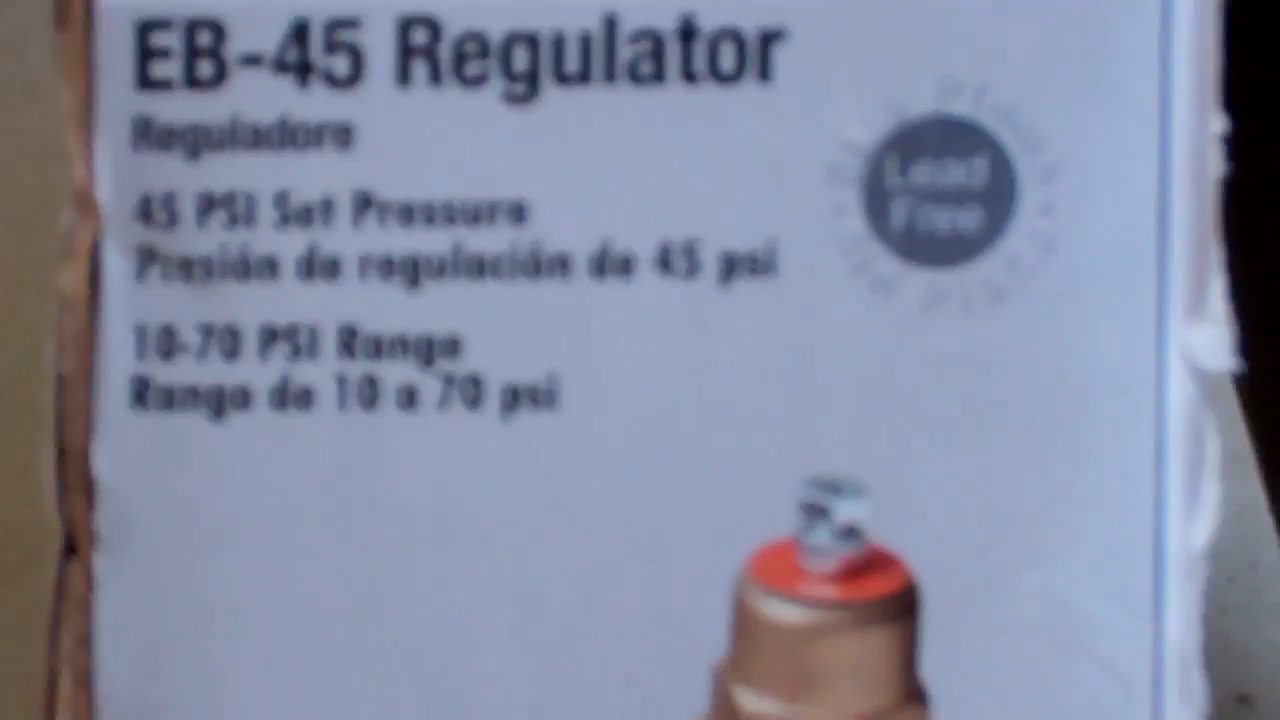 EB-45 Regulator
Reguladore
45 PSI Set Pressure
Presión de regulación de 45 psi
10-70 PSI Range
Rango de 10 a 70 psi
Lead
Free